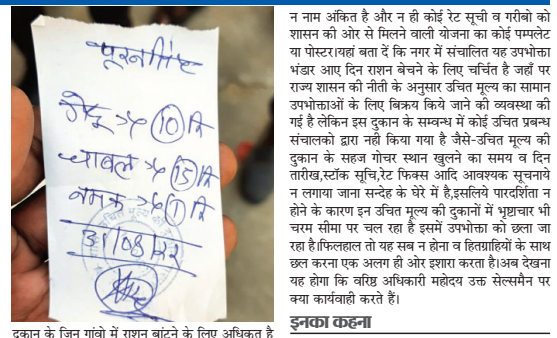 पूरन सिंह
गेहू → 10 कि
चावल → 15 कि
नमक → 1 कि
31/08/22
दुकान के जिन गांवो में राशन बांटने के लिए अधिकृत है
न नाम अंकित है और न ही कोई रेट सूची व गरीबो को
शासन की ओर से मिलने वाली योजना का कोई पम्पलेट
या पोस्टर।यहां बता दें कि नगर में संचालित यह उपभोक्ता
भंडार आए दिन राशन बेचने के लिए चर्चित है जहाँ पर
राज्य शासन की नीती के अनुसार उचित मूल्य का सामान
उपभोक्ताओं के लिए बिक्रय किये जाने की व्यवस्था की
गई है लेकिन इस दुकान के सम्वन्ध में कोई उचित प्रबन्ध
संचालको द्वारा नही किया गया है जैसे-उचित मूल्य की
दुकान के सहज गोचर स्थान खुलने का समय व दिन
तारीख,स्टॉक सूचि,रेट फिक्स आदि आवश्यक सूचनाये
न लगाया जाना सन्देह के घेरे में है,इसलिये पारदर्शिता न
होने के कारण इन उचित मूल्य की दुकानों में भृष्टाचार भी
चरम सीमा पर चल रहा है इसमें उपभोक्ता को छला जा
रहा है।फिलहाल तो यह सब न होना व हितग्राहियों के साथ
छल करना एक अलग ही ओर इशारा करता है।अब देखना
यह होगा कि वरिष्ठ अधिकारी महोदय उक्त सेल्समैन पर
क्या कार्यवाही करते हैं।
इनका कहना